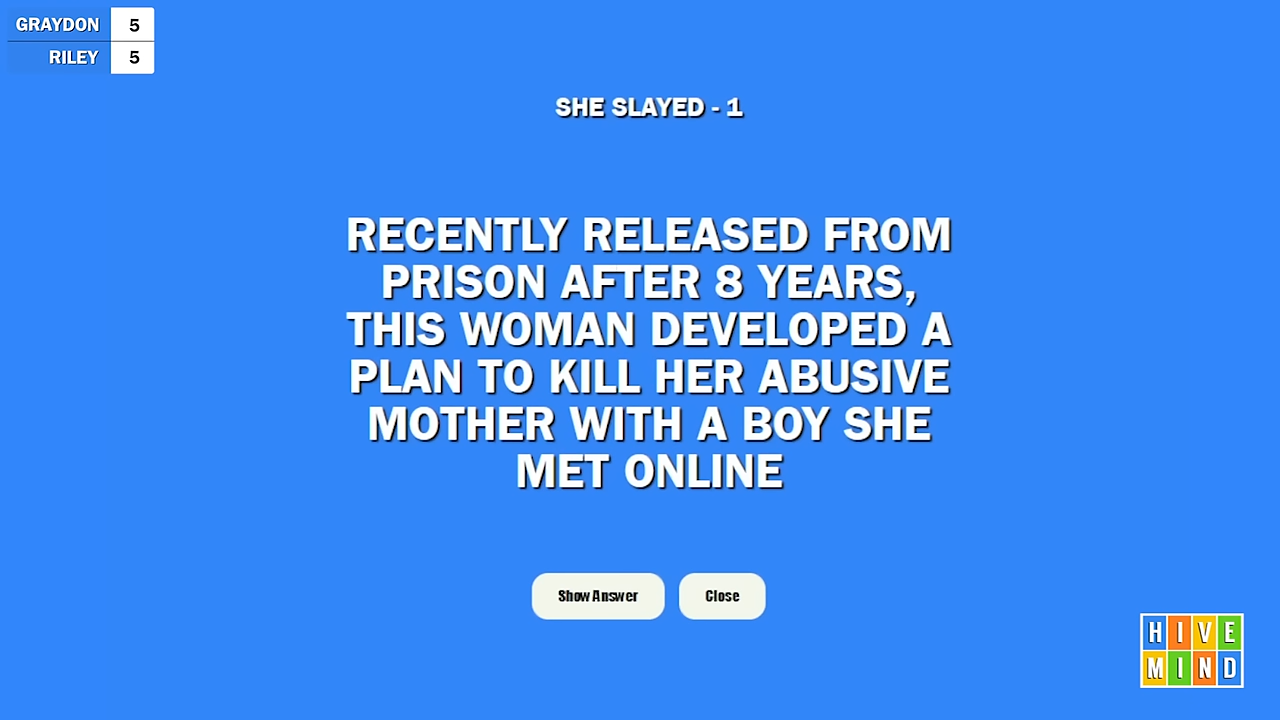 GRAYDON 5
RILEY 5
SHE SLAYED - 1
RECENTLY RELEASED FROM
PRISON AFTER 8 YEARS,
THIS WOMAN DEVELOPED A
PLAN TO KILL HER ABUSIVE
MOTHER WITH A BOY SHE
MET ONLINE
Show Answer Close
HIVE
MIND